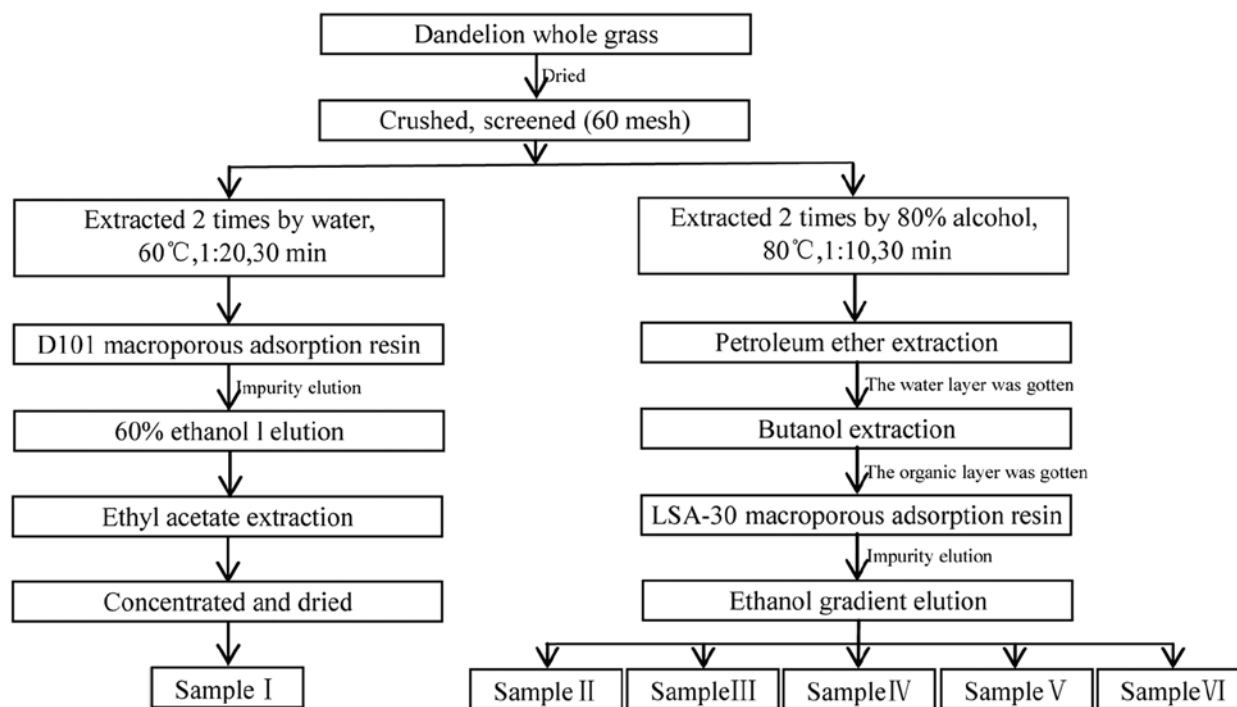 Dandelion whole grass
Dried
Crushed, screened (60 mesh)
Extracted 2 times by water,
60℃,1:20,30 min
D101 macroporous adsorption resin
Impurity elution
60% ethanol l elution
Ethyl acetate extraction
Concentrated and dried
Sample Ⅰ
Extracted 2 times by 80% alcohol,
80℃,1:10,30 min
Petroleum ether extraction
The water layer was gotten
Butanol extraction
The organic layer was gotten
LSA-30 macroporous adsorption resin
Impurity elution
Ethanol gradient elution
Sample Ⅱ
SampleⅢ
SampleⅣ
Sample Ⅴ
SampleⅥ